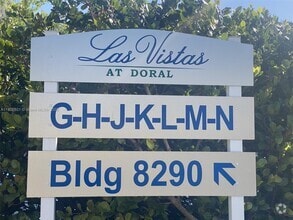 Las Vistas
AT DORAL
G-H-J-K-L-M-N
Bldg 8290